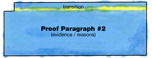 transition
Proof Paragraph #2
(evidence / reasons)